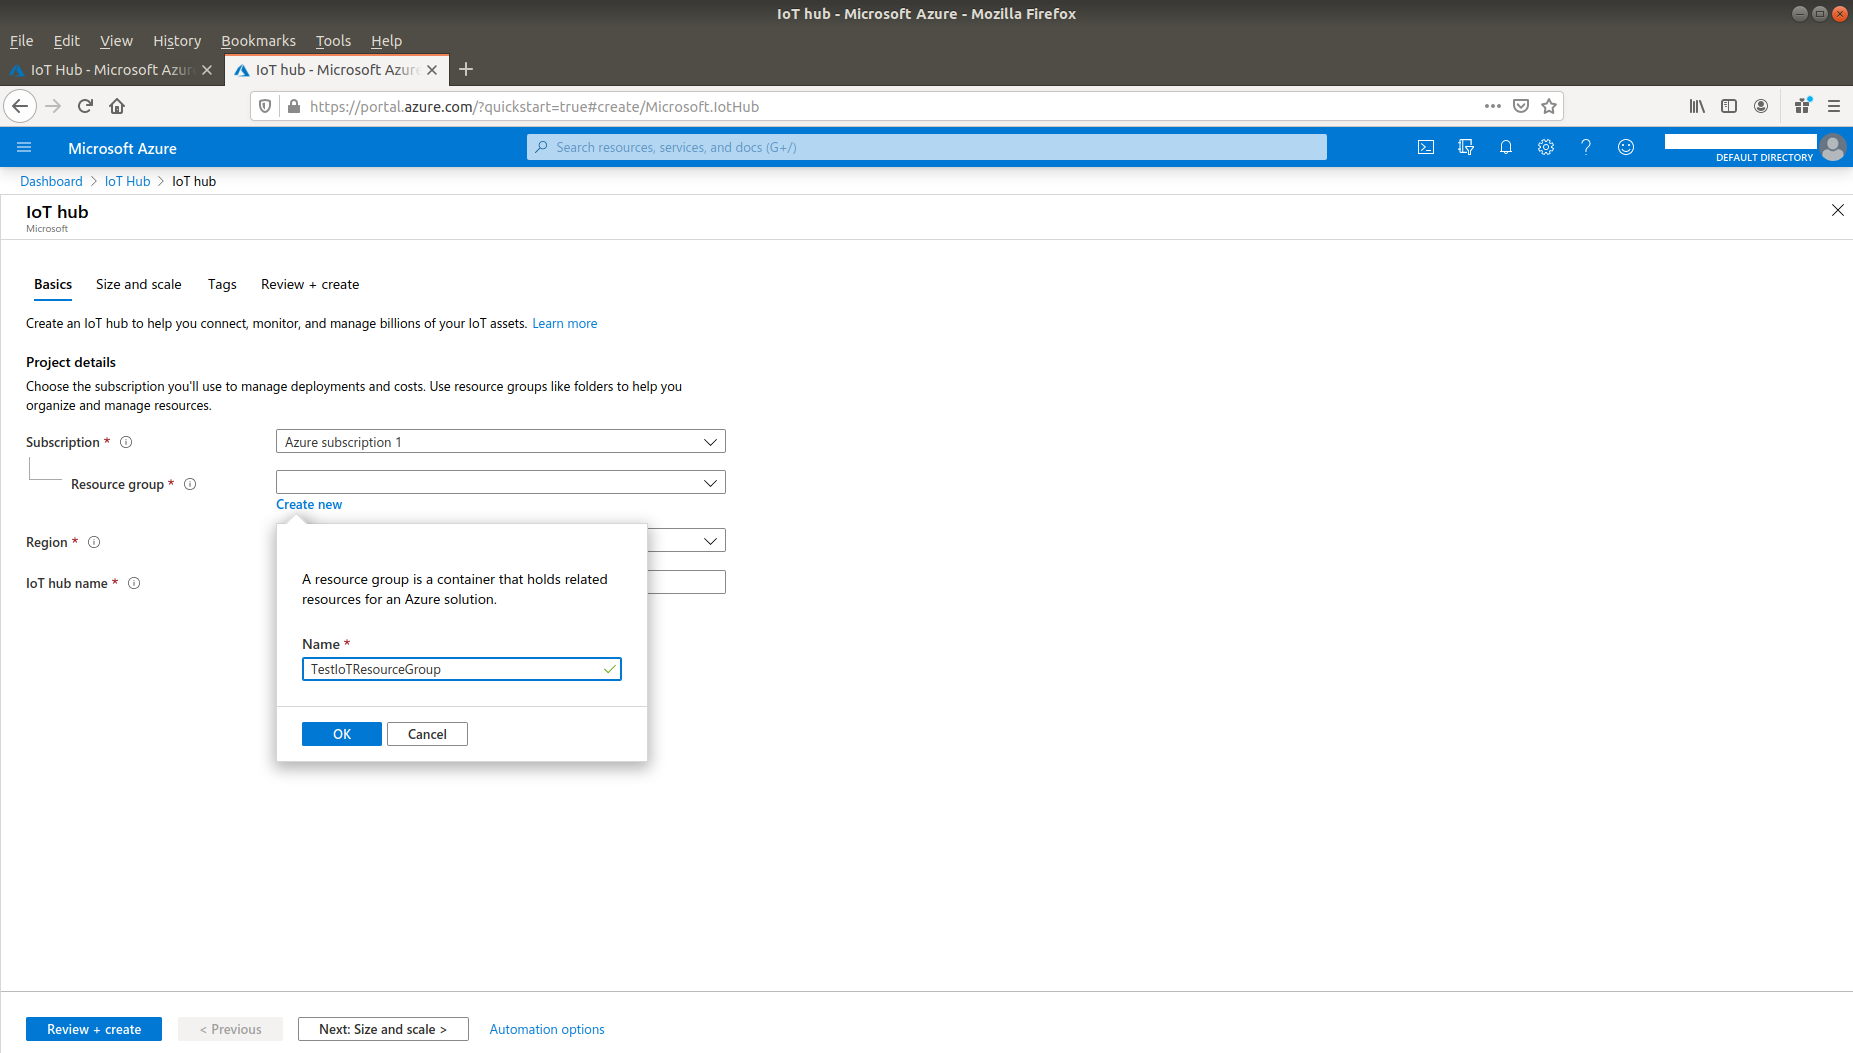 IoT hub - Microsoft Azure - Mozilla Firefox
File Edit View History Bookmarks Tools Help
IoT Hub - Microsoft Azur
IoT hub - Microsoft Azure
https://portal.azure.com/?quickstart=true#create/Microsoft.IotHub
Microsoft Azure
Search resources, services, and docs (G+/)
DEFAULT DIRECTORY
Dashboard > IoT Hub > IoT hub
IoT hub
Microsoft
Basics Size and scale Tags Review + create
Create an IoT hub to help you connect, monitor, and manage billions of your IoT assets. Learn more
Project details
Choose the subscription you'll use to manage deployments and costs. Use resource groups like folders to help you
organize and manage resources.
Subscription *
Azure subscription 1
Resource group *
Create new
Region *
IoT hub name *
A resource group is a container that holds related
resources for an Azure solution.
Name *
TestIoTResourceGroup
OK Cancel
Review + create < Previous Next: Size and scale > Automation options